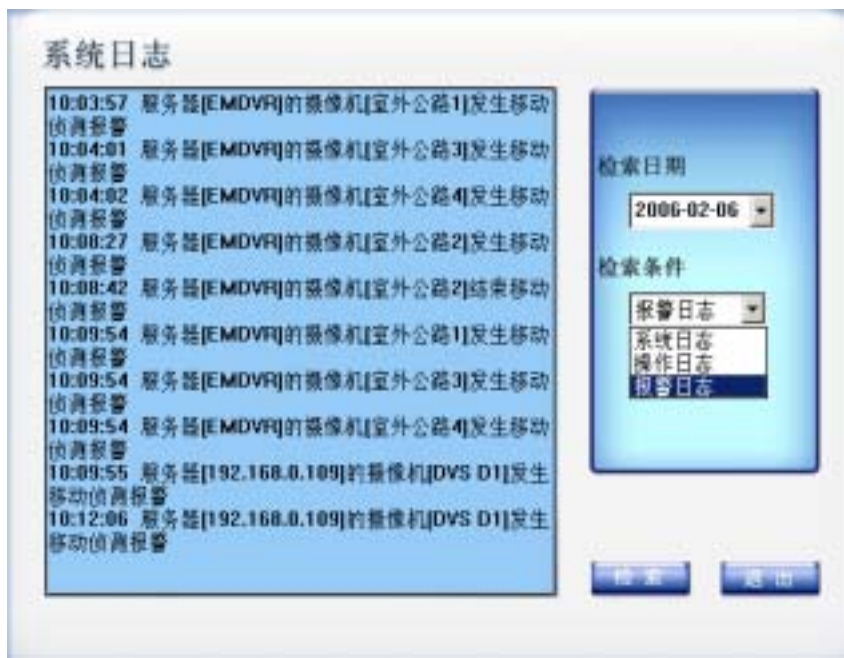 系统日志
10:03:57 服务器[EMDVR]的摄像机[室外公路1]发生移动
侦测报警
10:04:01 服务器[EMDVR]的摄像机[室外公路3]发生移动
侦测报警
10:04:02 服务器[EMDVR]的摄像机[室外公路4]发生移动
侦测报警
10:08:27 服务器[EMDVR]的摄像机[室外公路2]发生移动
侦测报警
10:08:42 服务器[EMDVR]的摄像机[室外公路2]结束移动
侦测报警
10:09:54 服务器[EMDVR]的摄像机[室外公路1]发生移动
侦测报警
10:09:54 服务器[EMDVR]的摄像机[室外公路3]发生移动
侦测报警
10:09:54 服务器[EMDVR]的摄像机[室外公路4]发生移动
侦测报警
10:09:55 服务器[192.168.0.109]的摄像机[DVS D1]发生
移动侦测报警
10:12:06 服务器[192.168.0.109]的摄像机[DVS D1]发生
移动侦测报警
检索日期
2006-02-06
检索条件
报警日志
系统日志
操作日志
报警日志
检索
退出